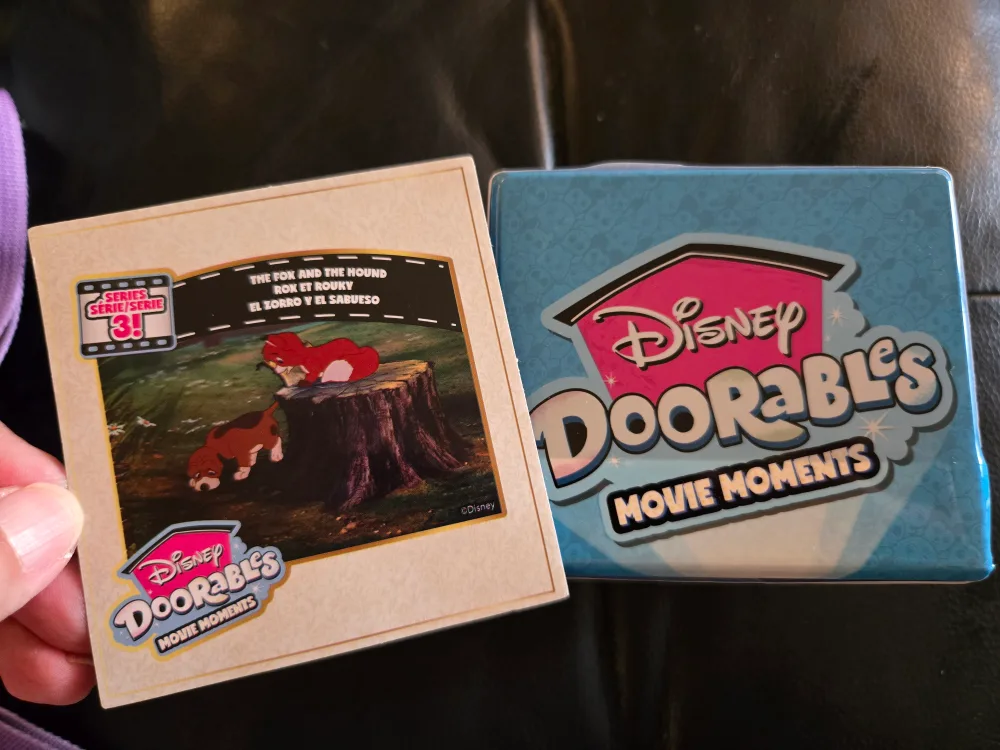 SERIES
SÉRIE/SERIE
3!
THE FOX AND THE HOUND
ROX ET ROUKY
EL ZORRO Y EL SABUESO
©Disney
Disney
Doorables
MOVIE MOMENTS
Disney
Doorables
MOVIE MOMENTS